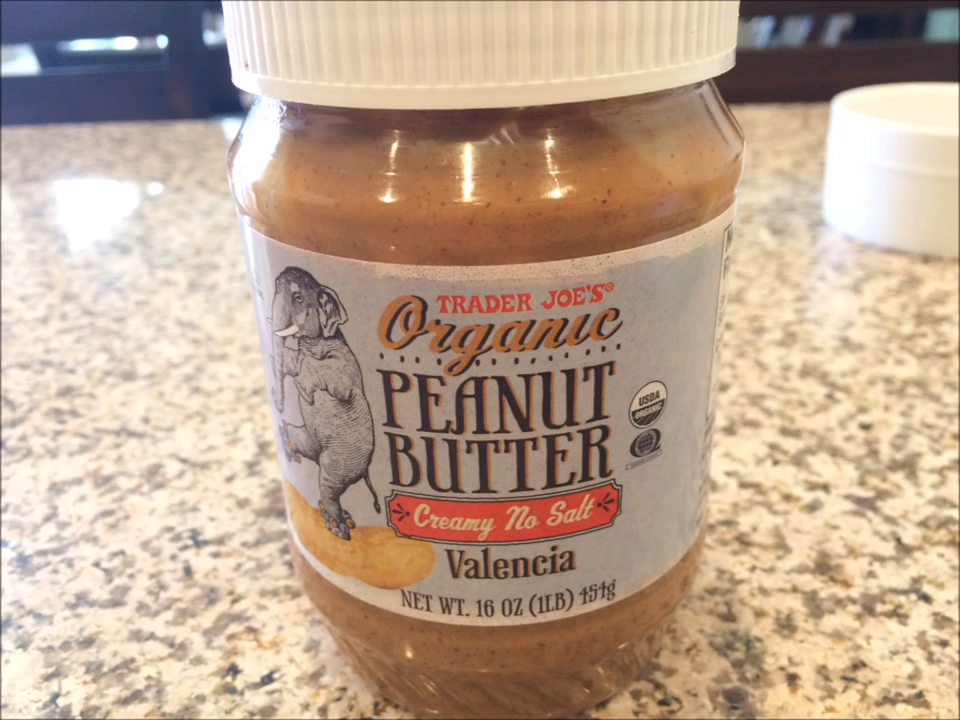 TRADER JOE'S®
Organic
PEANUT
BUTTER
USDA
ORGANIC
Creamy No Salt
Valencia
NET WT. 16 OZ (1LB) 454g